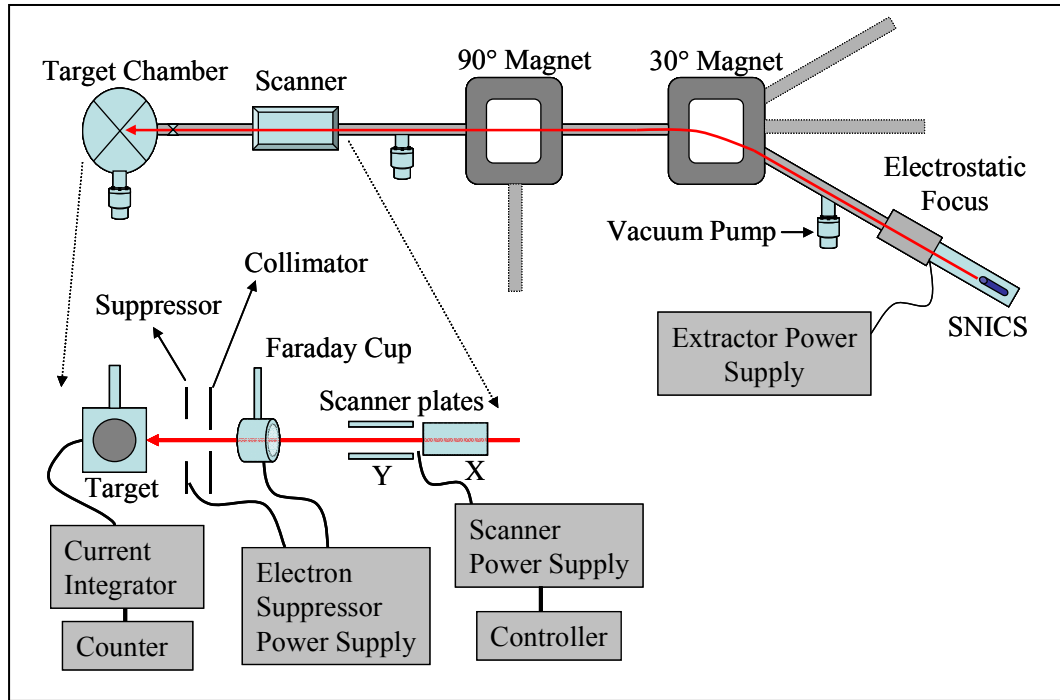 90° Magnet
30° Magnet
Target Chamber
Scanner
Electrostatic
Focus
Vacuum Pump
SNICS
Extractor Power
Supply
Collimator
Suppressor
Faraday Cup
Scanner plates
Y
X
Target
Current
Integrator
Counter
Electron
Suppressor
Power Supply
Scanner
Power Supply
Controller